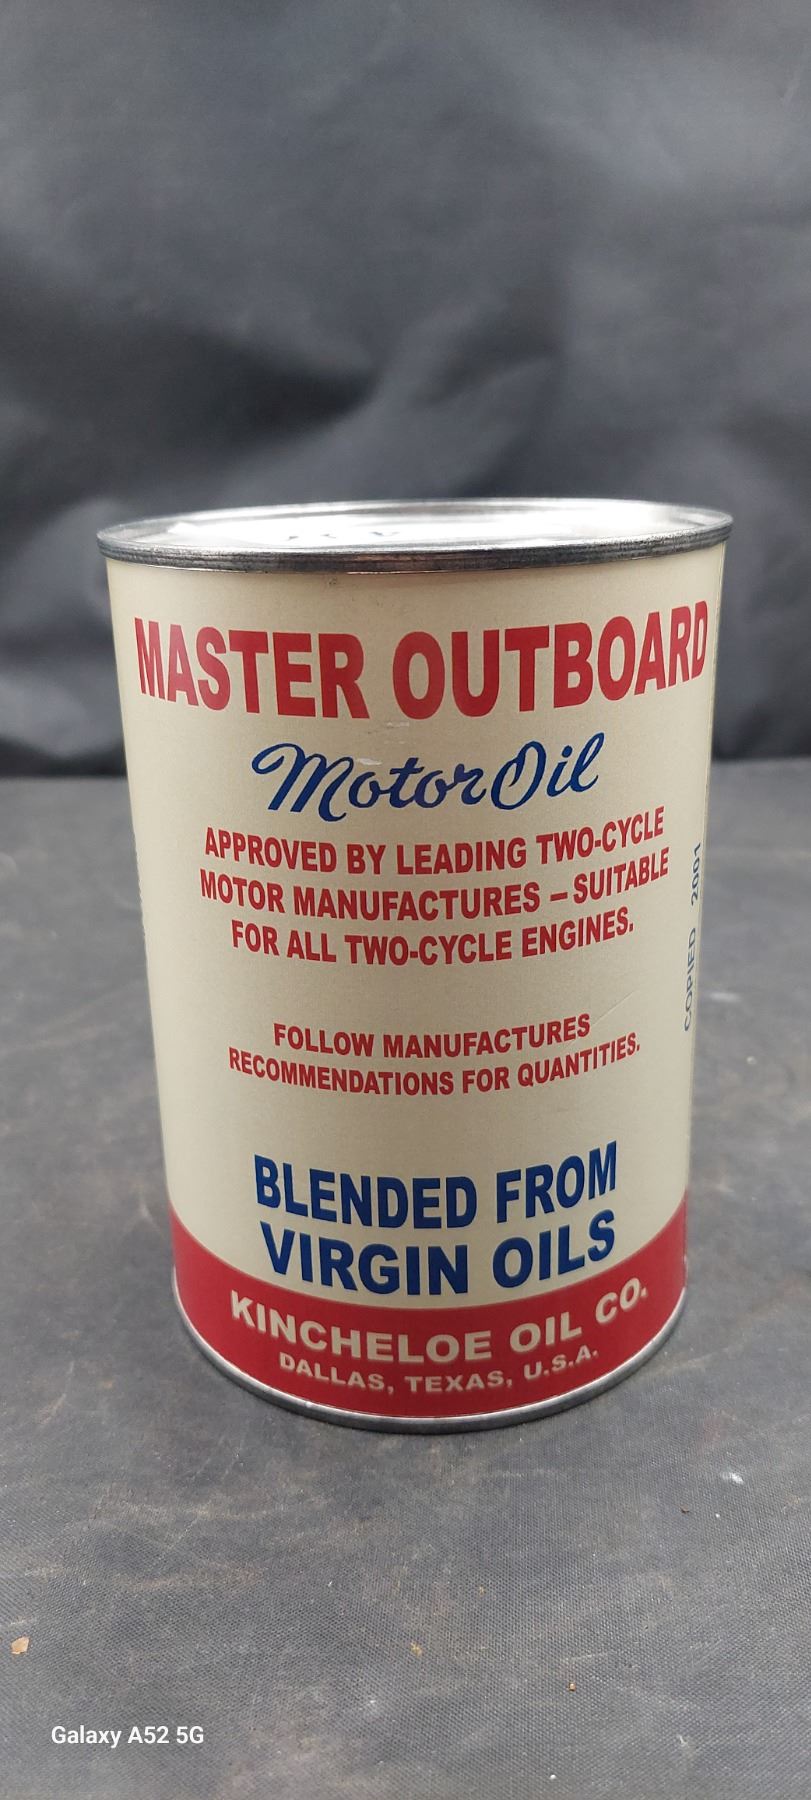 MASTER OUTBOARD
Motor Oil
APPROVED BY LEADING TWO-CYCLE
MOTOR MANUFACTURES – SUITABLE
FOR ALL TWO-CYCLE ENGINES.
FOLLOW MANUFACTURES
RECOMMENDATIONS FOR QUANTITIES.
BLENDED FROM
VIRGIN OILS
KINCHELOE OIL CO.
DALLAS, TEXAS, U.S.A.
COPIED 2001
Galaxy A52 5G